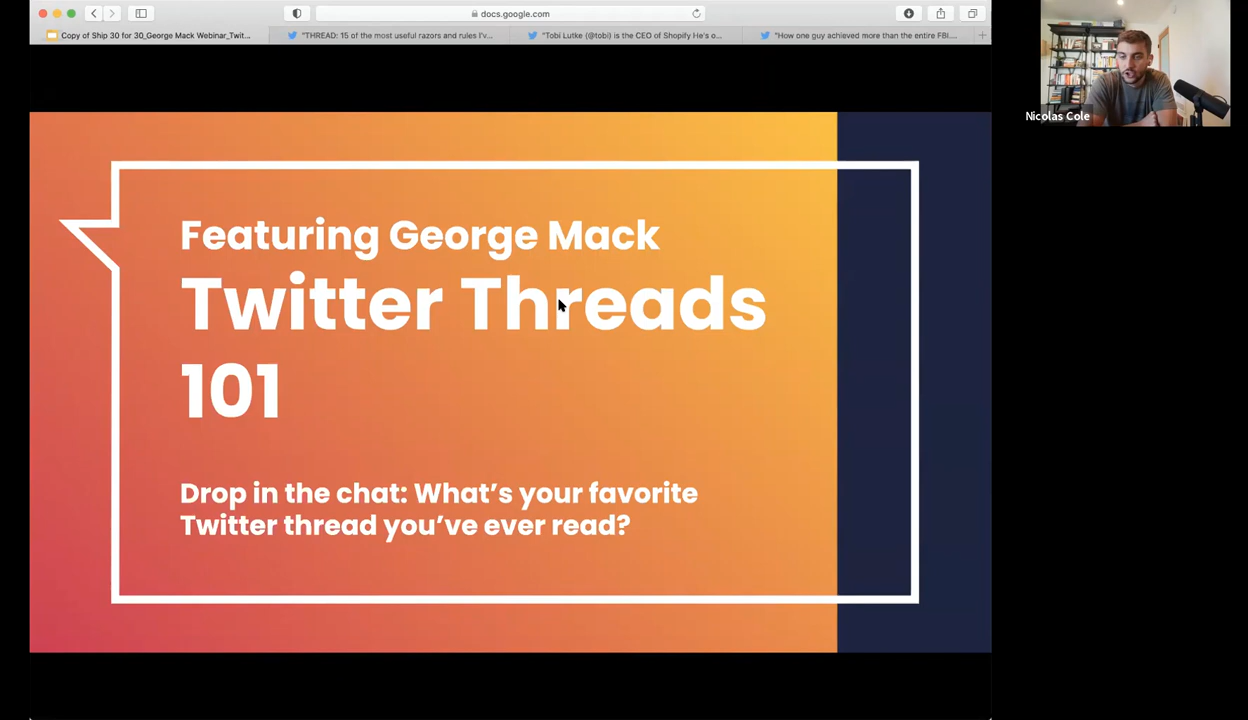 docs.google.com
Copy of Ship 30 for 30_George Mack Webinar_Twit...
"THREAD: 15 of the most useful razors and rules I'v...
"Tobi Lutke (@tobi) is the CEO of Shopify He's o...
"How one guy achieved more than the entire FBI....
Nicolas Cole
Featuring George Mack
Twitter Threads
101
Drop in the chat: What's your favorite
Twitter thread you've ever read?